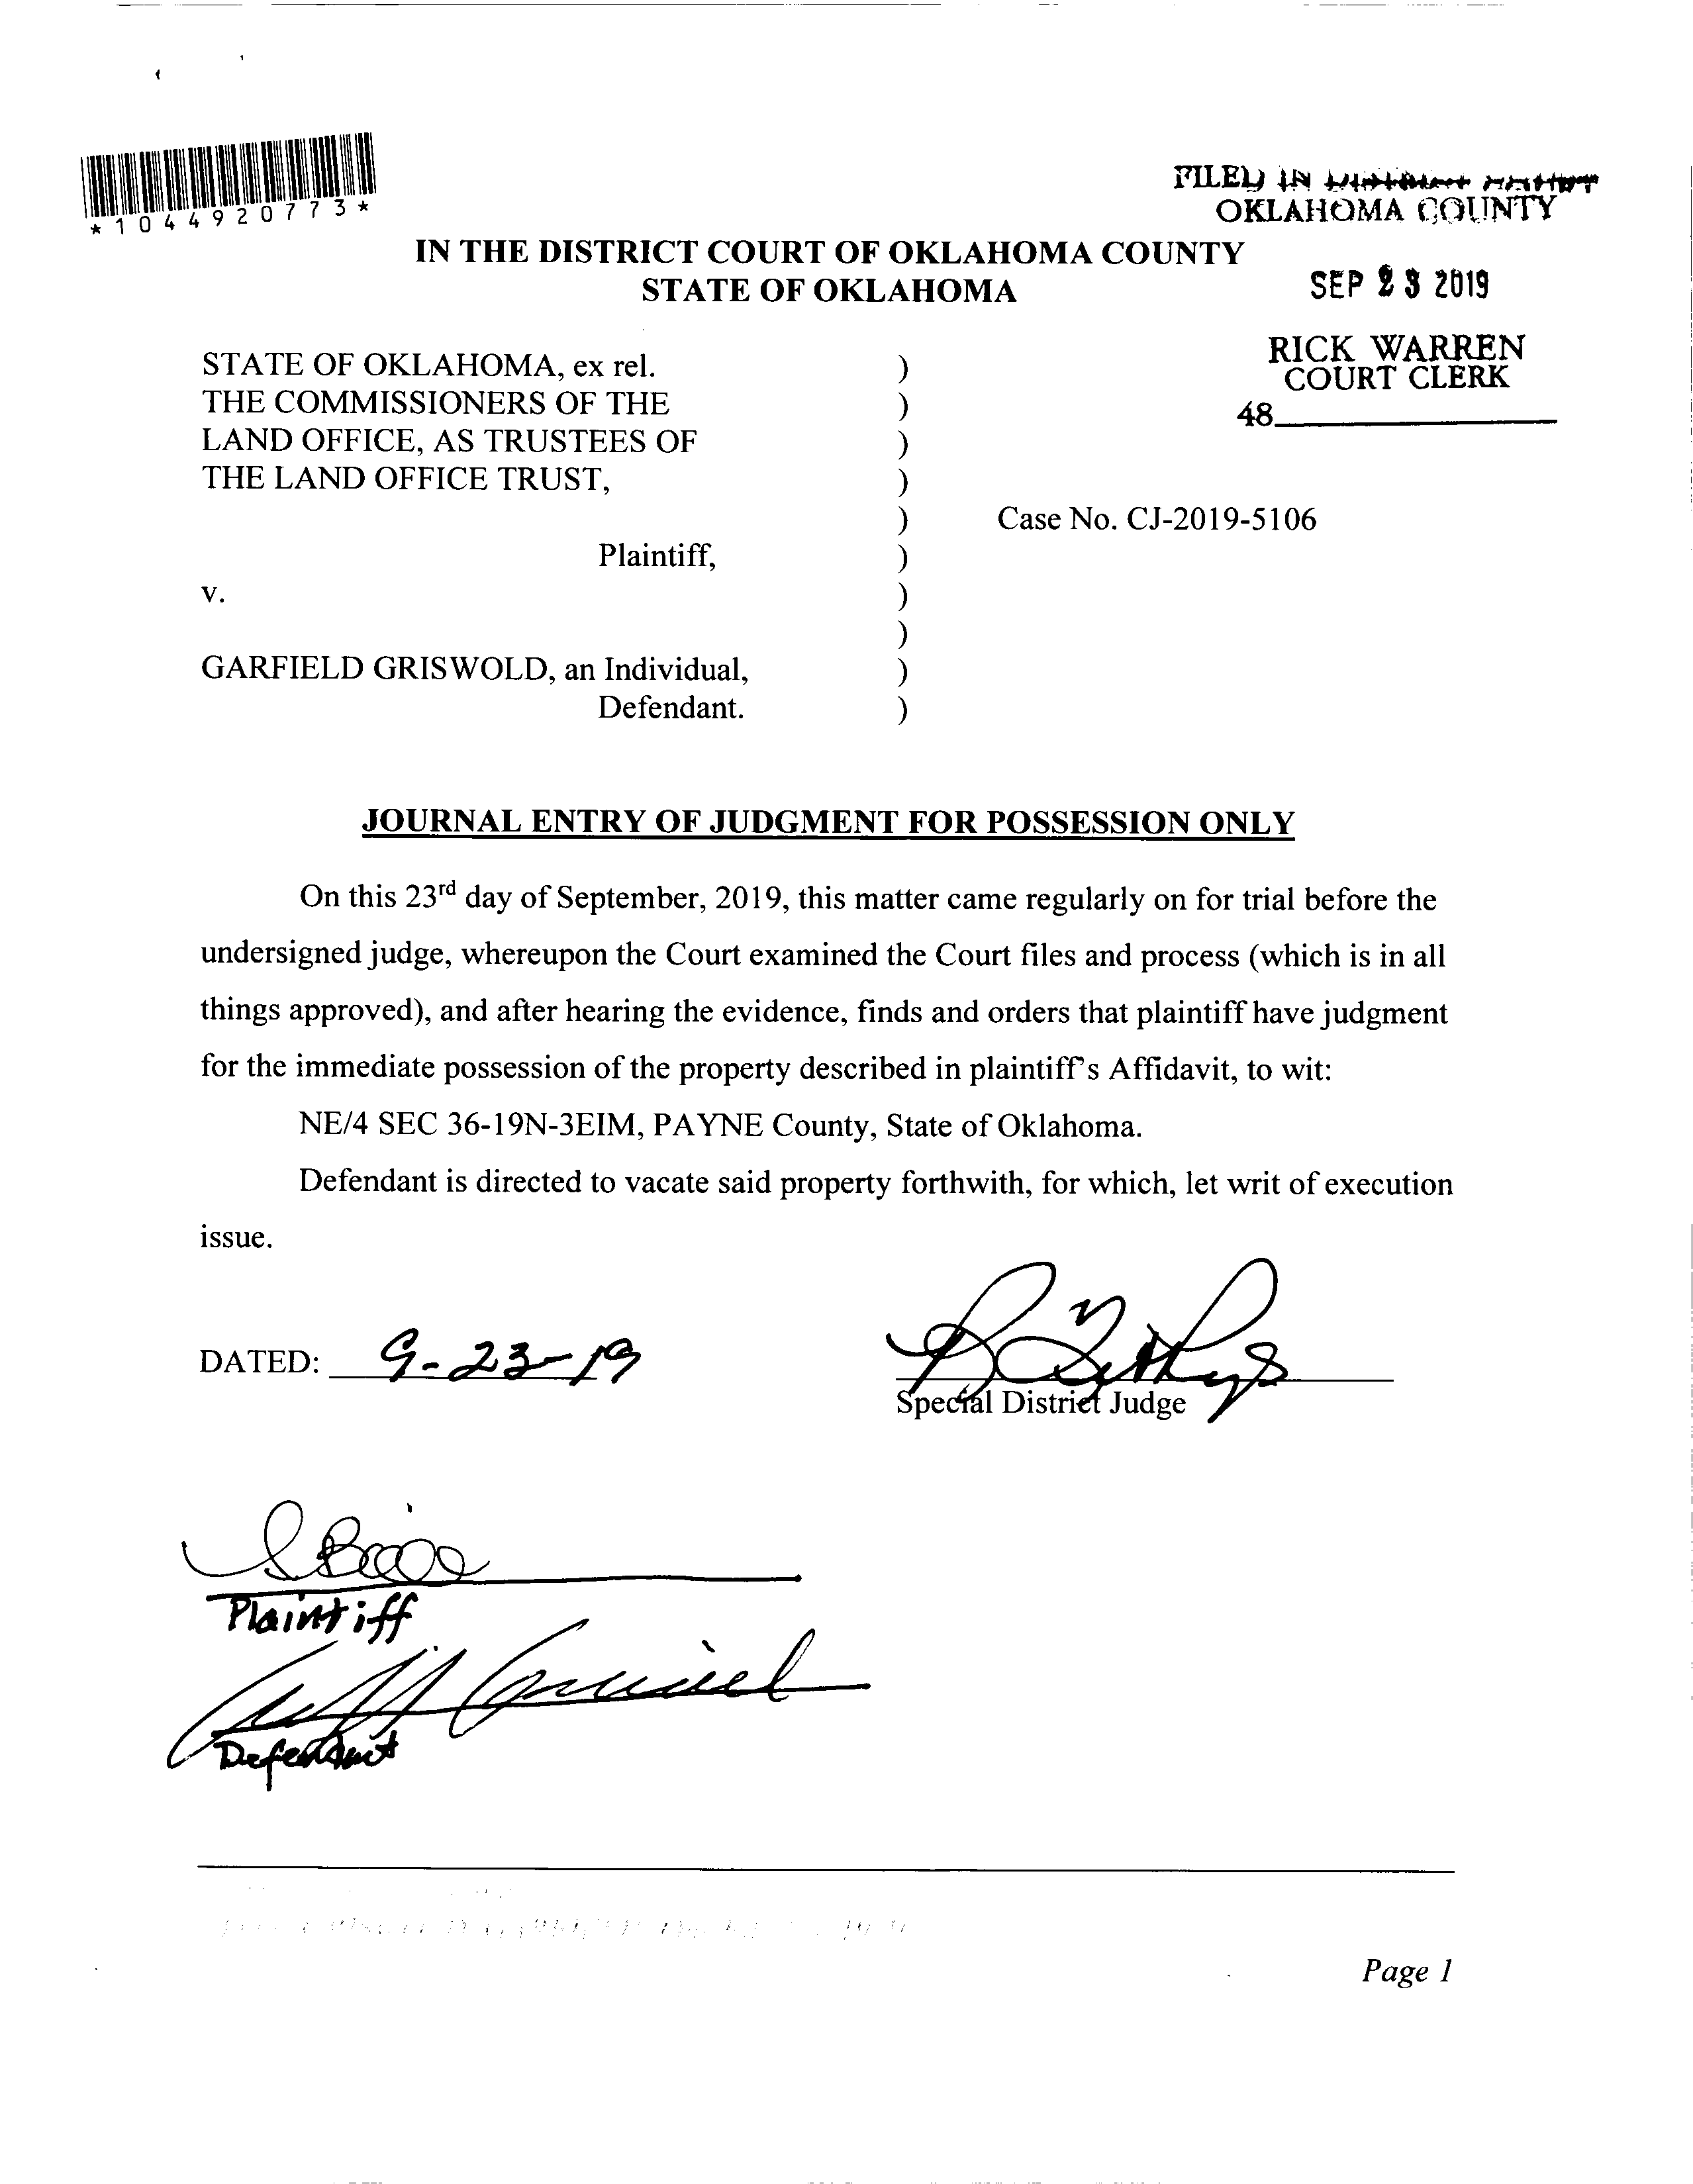 *1044920773*
FILED IN
OKLAHOMA COUNTY
IN THE DISTRICT COURT OF OKLAHOMA COUNTY
STATE OF OKLAHOMA
SEP 23 2019
RICK WARREN
COURT CLERK
48
STATE OF OKLAHOMA, ex rel. )
THE COMMISSIONERS OF THE )
LAND OFFICE, AS TRUSTEES OF )
THE LAND OFFICE TRUST, )
) Case No. CJ-2019-5106
Plaintiff, )
v. )
)
GARFIELD GRISWOLD, an Individual, )
Defendant. )
JOURNAL ENTRY OF JUDGMENT FOR POSSESSION ONLY
On this 23rd day of September, 2019, this matter came regularly on for trial before the
undersigned judge, whereupon the Court examined the Court files and process (which is in all
things approved), and after hearing the evidence, finds and orders that plaintiff have judgment
for the immediate possession of the property described in plaintiff's Affidavit, to wit:
NE/4 SEC 36-19N-3EIM, PAYNE County, State of Oklahoma.
Defendant is directed to vacate said property forthwith, for which, let writ of execution
issue.
DATED: 9-23-19
Special District Judge
Plaintiff
Defendant
Page 1